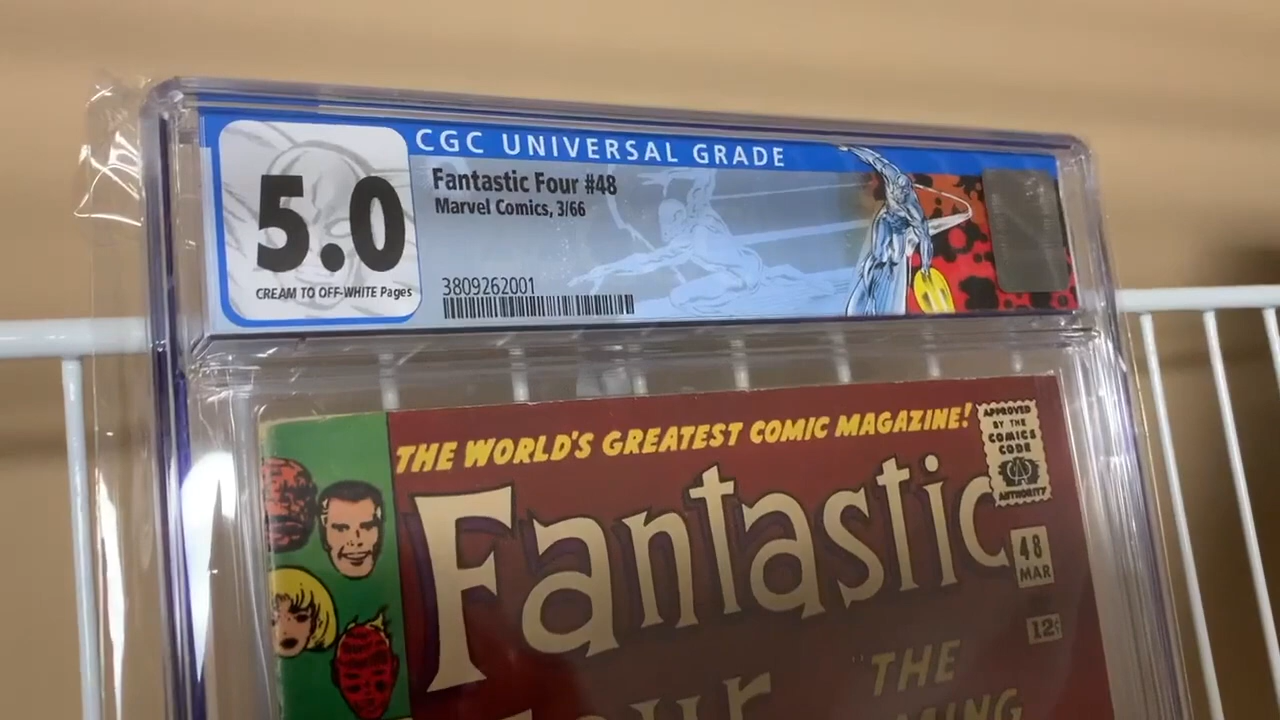 CGC UNIVERSAL GRADE
5.0
CREAM TO OFF-WHITE Pages
Fantastic Four #48
Marvel Comics, 3/66
3809262001
THE WORLD'S GREATEST COMIC MAGAZINE!
APPROVED
BY THE
COMICS
CODE
AUTHORITY
Fantastic
48
MAR
12¢
Four
"THE